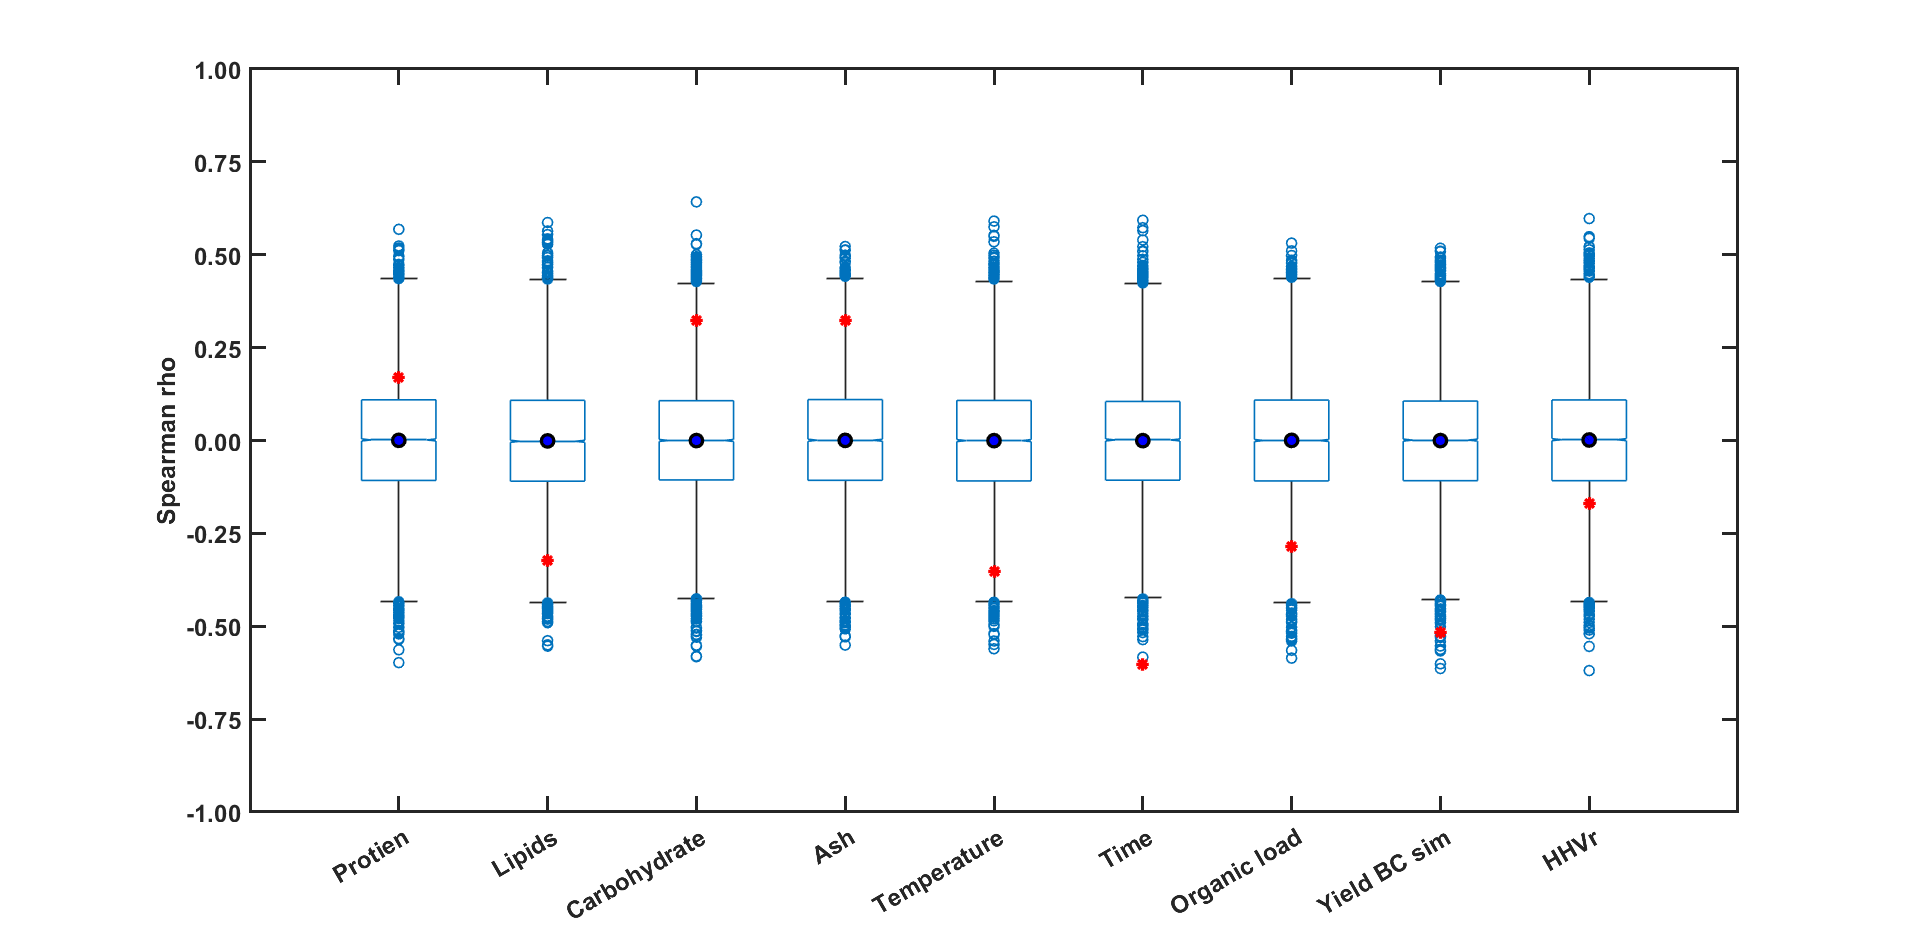 1.00
0.75
0.50
0.25
0.00
-0.25
-0.50
-0.75
-1.00
Spearman rho
Protien
Lipids
Carbohydrate
Ash
Temperature
Time
Organic load
Yield BC sim
HHVr